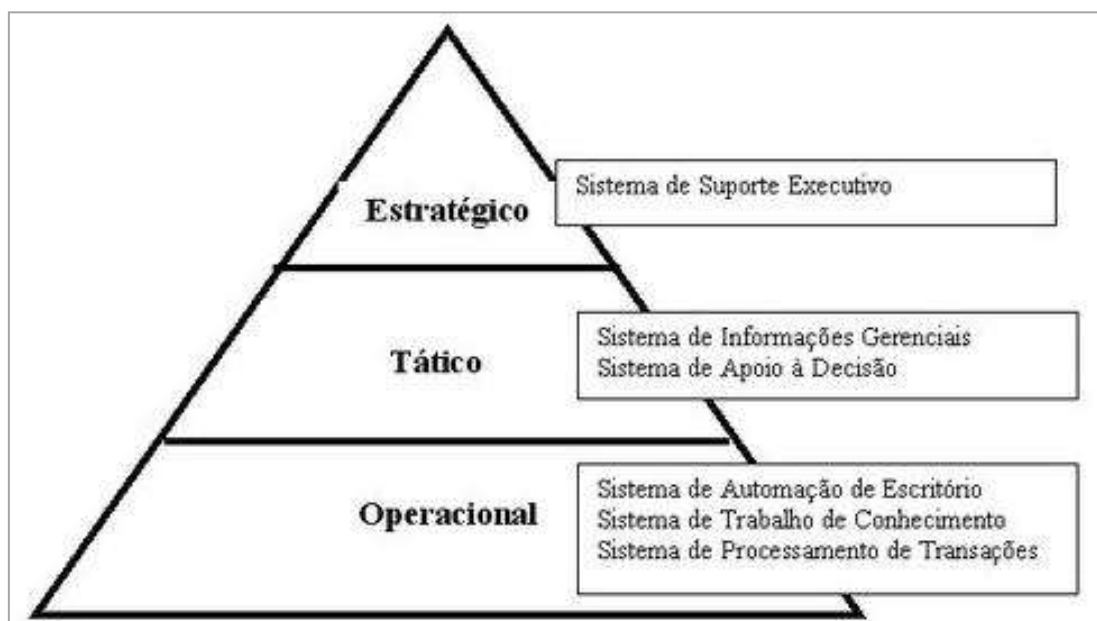 Estratégico
Sistema de Suporte Executivo
Tático
Sistema de Informações Gerenciais
Sistema de Apoio à Decisão
Operacional
Sistema de Automação de Escritório
Sistema de Trabalho de Conhecimento
Sistema de Processamento de Transações